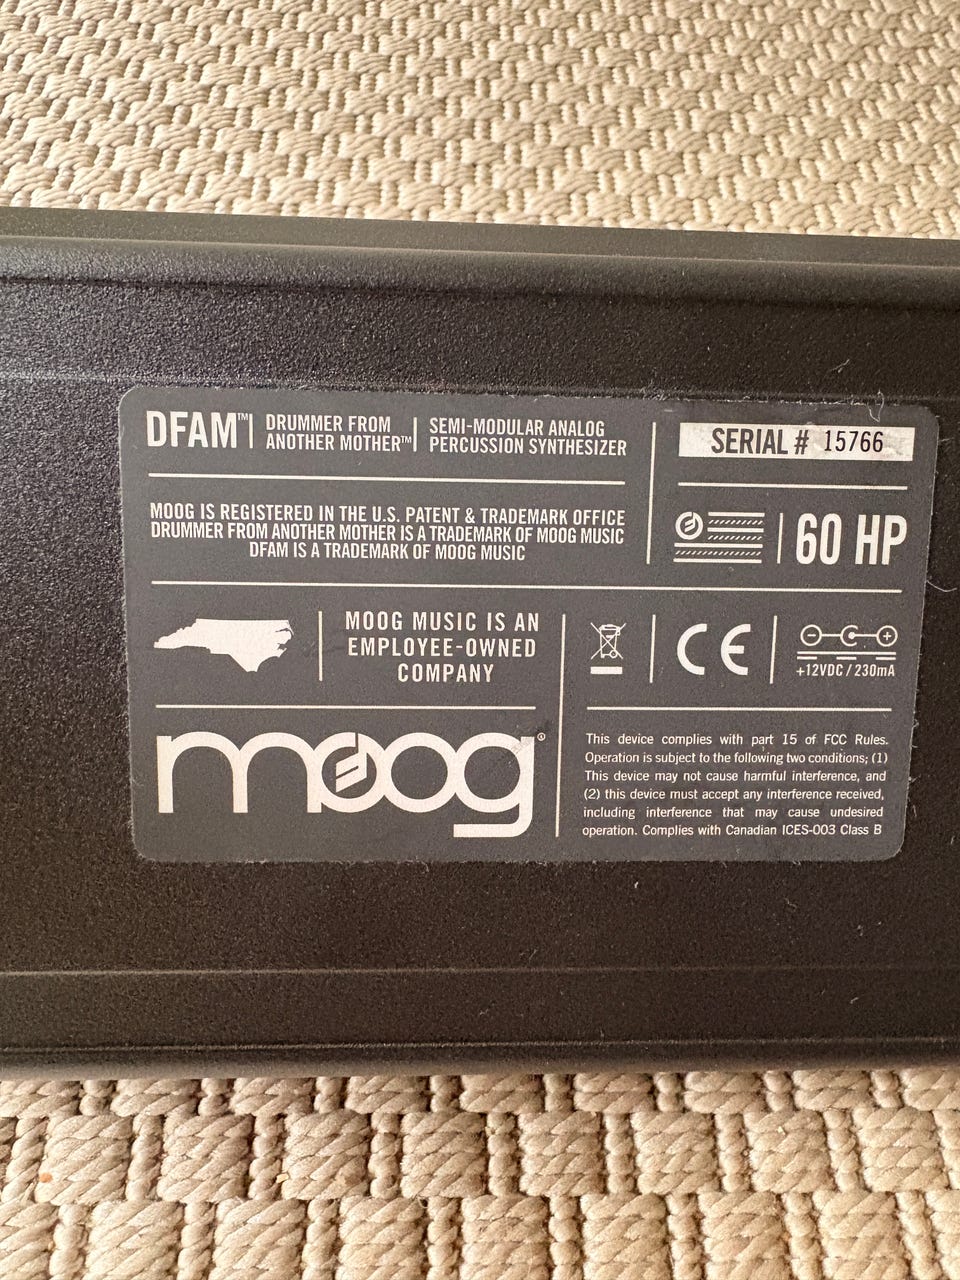 DFAM™
DRUMMER FROM
ANOTHER MOTHER™
SEMI-MODULAR ANALOG
PERCUSSION SYNTHESIZER
SERIAL # 15766
MOOG IS REGISTERED IN THE U.S. PATENT & TRADEMARK OFFICE
DRUMMER FROM ANOTHER MOTHER IS A TRADEMARK OF MOOG MUSIC
DFAM IS A TRADEMARK OF MOOG MUSIC
60 HP
MOOG MUSIC IS AN
EMPLOYEE-OWNED
COMPANY
CE
+12VDC / 230mA
moog®
This device complies with part 15 of FCC Rules.
Operation is subject to the following two conditions; (1)
This device may not cause harmful interference, and
(2) this device must accept any interference received,
including interference that may cause undesired
operation. Complies with Canadian ICES-003 Class B